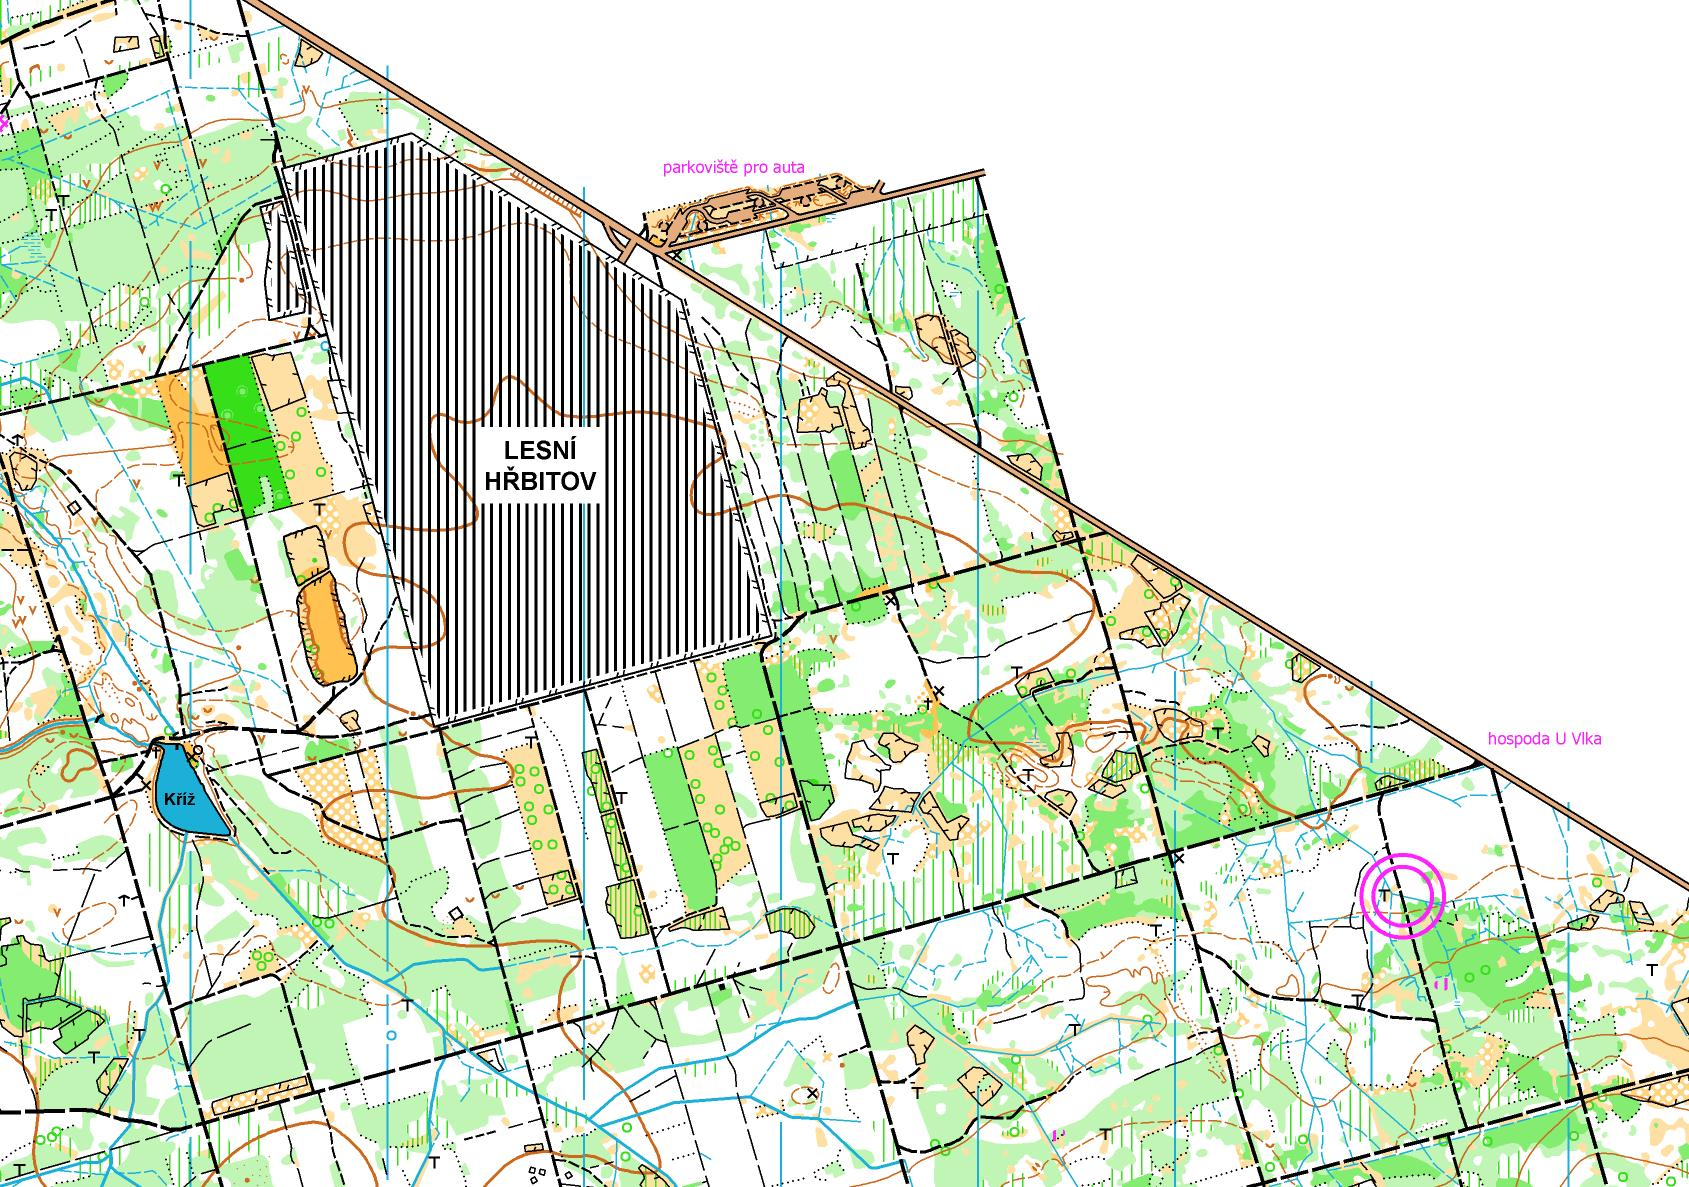 parkoviště pro auta
LESNÍ
HŘBITOV
hospoda U Vlka
Kříž